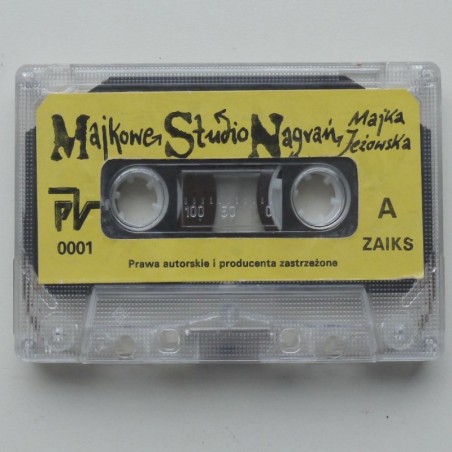 Majkowe Studio Nagrań
Majka
Jeżowska
PV
0001
100 50 0
A
ZAIKS
Prawa autorskie i producenta zastrzeżone